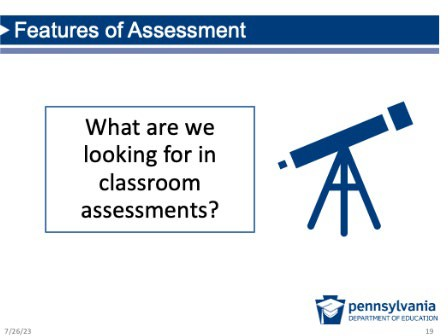 Features of Assessment
What are we
looking for in
classroom
assessments?
7/26/23
pennsylvania
DEPARTMENT OF EDUCATION
19